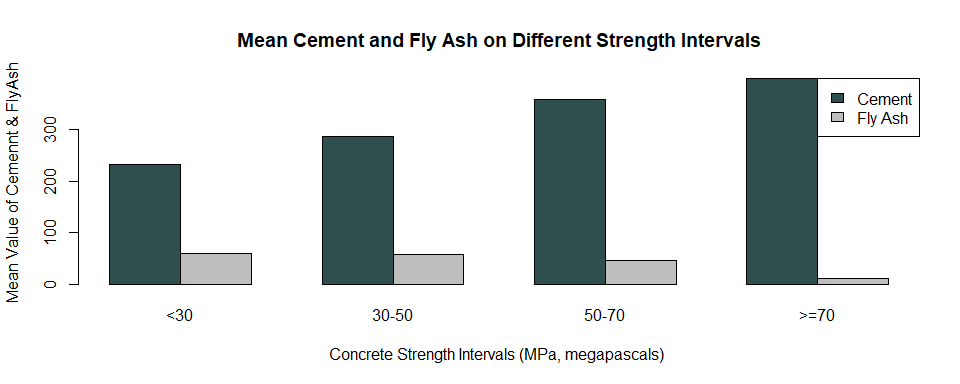 Mean Cement and Fly Ash on Different Strength Intervals
Mean Value of Cemennt & FlyAsh
300
200
100
0
Cement
Fly Ash
<30
30-50
50-70
>=70
Concrete Strength Intervals (MPa, megapascals)